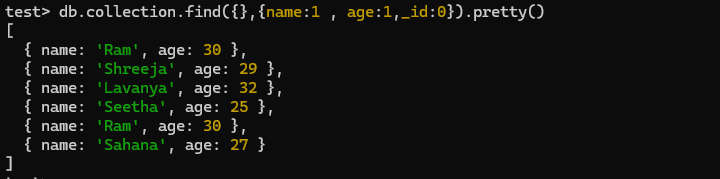 test> db.collection.find({},{name:1 , age:1,_id:0}).pretty()
[
  { name: 'Ram', age: 30 },
  { name: 'Shreeja', age: 29 },
  { name: 'Lavanya', age: 32 },
  { name: 'Seetha', age: 25 },
  { name: 'Ram', age: 30 },
  { name: 'Sahana', age: 27 }
]